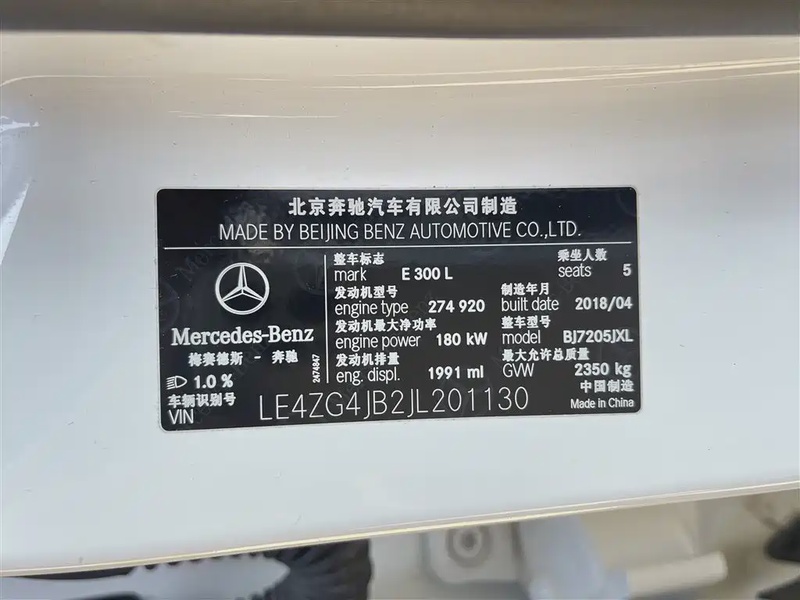 北京奔驰汽车有限公司制造
MADE BY BEIJING BENZ AUTOMOTIVE CO.,LTD.
整车标志
mark E 300 L
乘坐人数
seats 5
发动机型号
engine type 274 920
制造年月
built date 2018/04
发动机最大净功率
engine power 180 kW
整车型号
model BJ7205JXL
发动机排量
eng. displ. 1991 ml
最大允许总质量
GVW 2350 kg
Mercedes-Benz
梅赛德斯 - 奔驰
1.0 %
2474847
中国制造
Made in China
车辆识别号
VIN LE4ZG4JB2JL201130